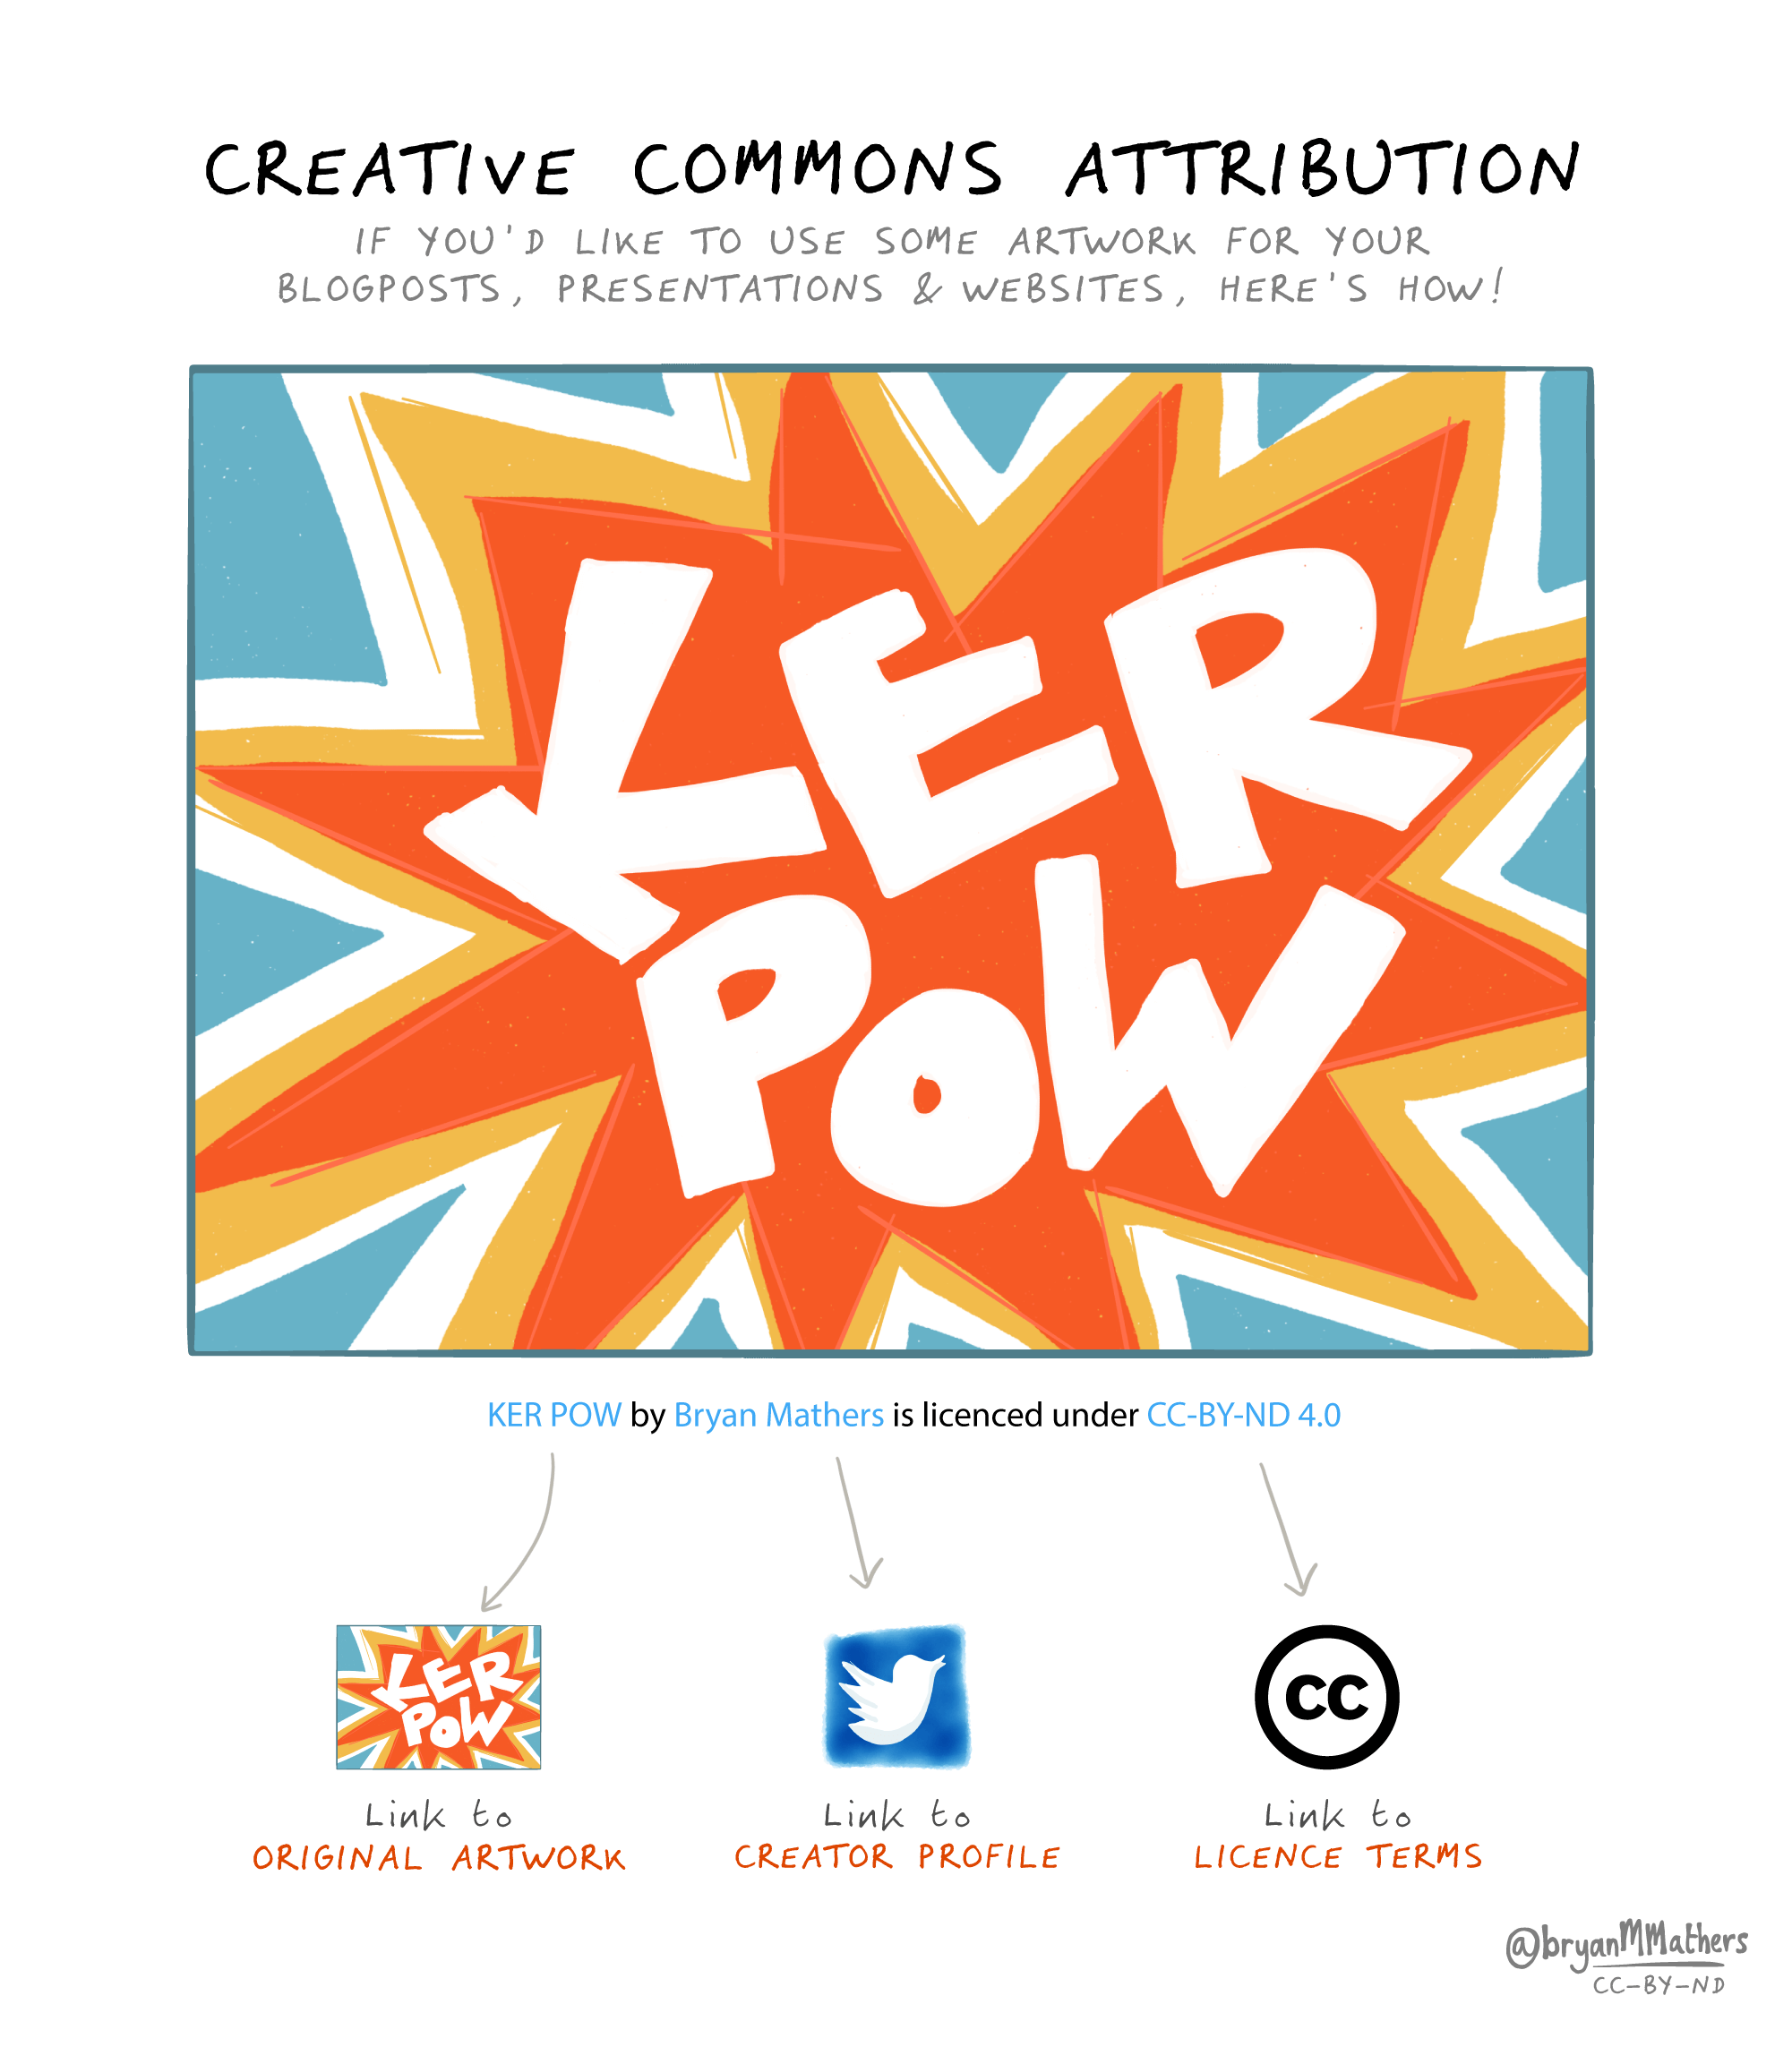 CREATIVE COMMONS ATTRIBUTION
IF YOU'D LIKE TO USE SOME ARTWORK FOR YOUR
BLOGPOSTS, PRESENTATIONS & WEBSITES, HERE'S HOW!
KER
POW
KER POW by Bryan Mathers is licenced under CC-BY-ND 4.0
KER
POW
cc
Link to
ORIGINAL ARTWORK
Link to
CREATOR PROFILE
Link to
LICENCE TERMS
@bryanMMathers
CC-BY-ND